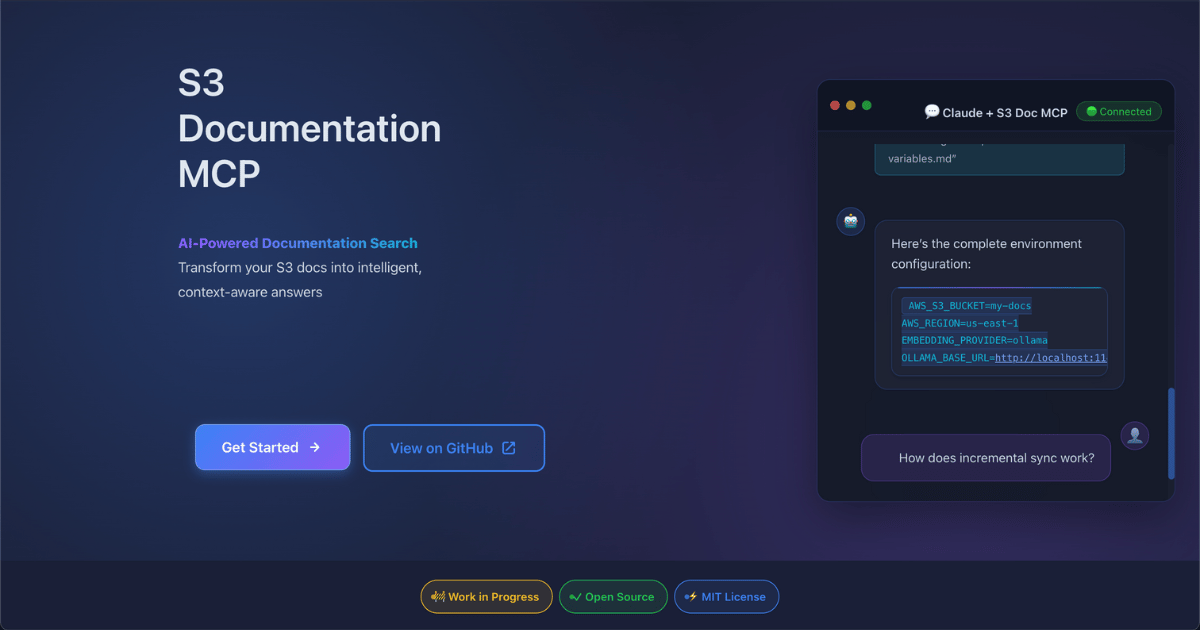 S3
Documentation
MCP
AI-Powered Documentation Search
Transform your S3 docs into intelligent,
context-aware answers
Get Started →
View on GitHub
Claude + S3 Doc MCP
Connected
variables.md"
Here's the complete environment
configuration:
AWS_S3_BUCKET=my-docs
AWS_REGION=us-east-1
EMBEDDING_PROVIDER=ollama
OLLAMA_BASE_URL=http://localhost:11
How does incremental sync work?
Work in Progress
Open Source
MIT License